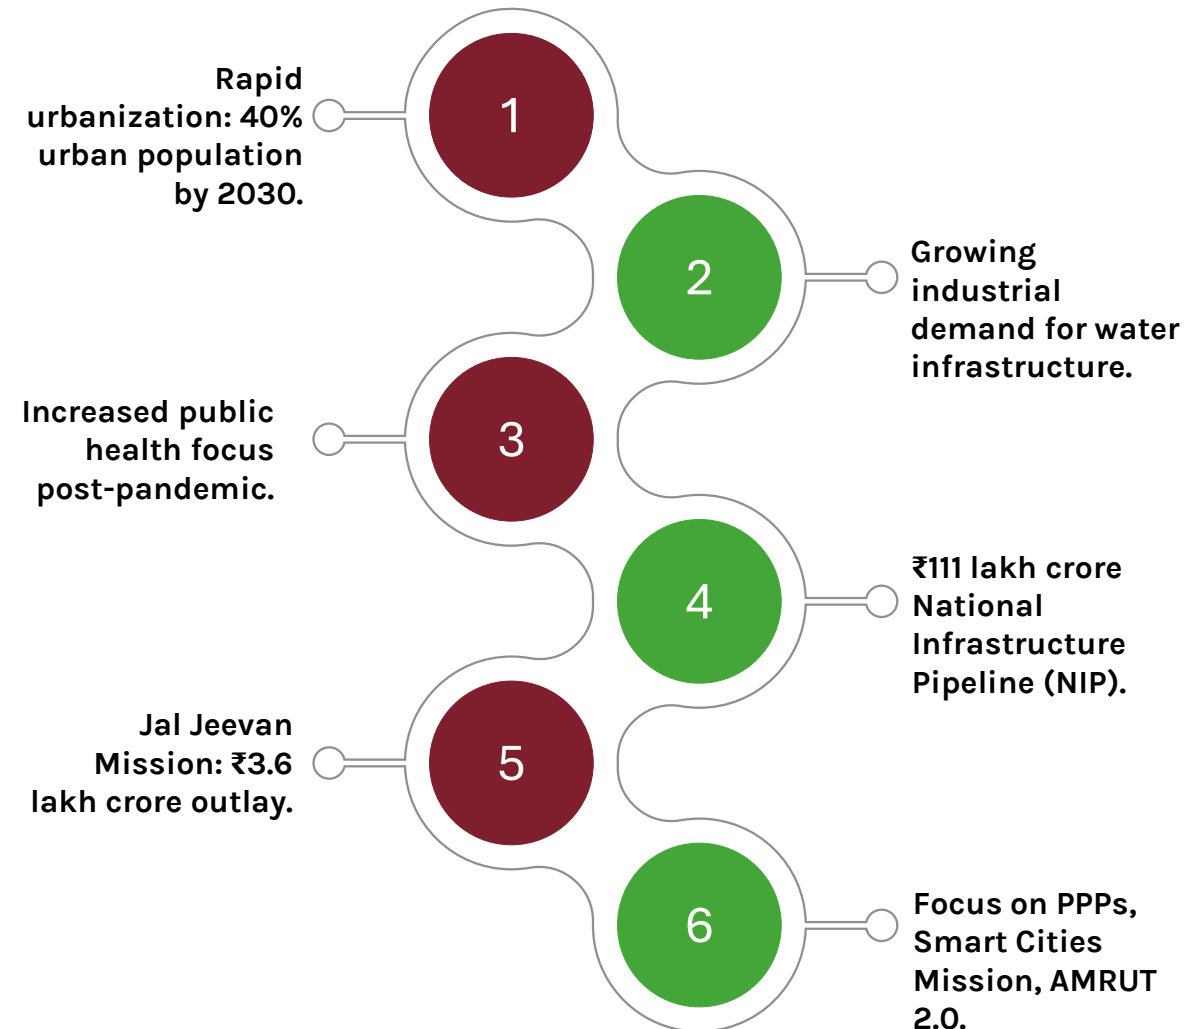 1
Rapid
urbanization: 40%
urban population
by 2030.
2
Growing
industrial
demand for water
infrastructure.
3
Increased public
health focus
post-pandemic.
4
₹111 lakh crore
National
Infrastructure
Pipeline (NIP).
5
Jal Jeevan
Mission: ₹3.6
lakh crore outlay.
6
Focus on PPPs,
Smart Cities
Mission, AMRUT
2.0.